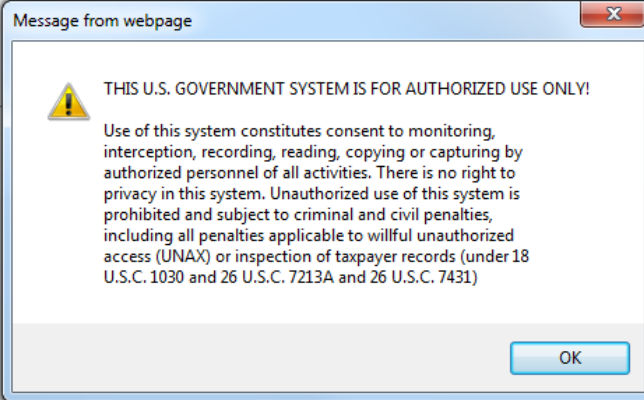 Message from webpage
THIS U.S. GOVERNMENT SYSTEM IS FOR AUTHORIZED USE ONLY!
Use of this system constitutes consent to monitoring,
interception, recording, reading, copying or capturing by
authorized personnel of all activities. There is no right to
privacy in this system. Unauthorized use of this system is
prohibited and subject to criminal and civil penalties,
including all penalties applicable to willful unauthorized
access (UNAX) or inspection of taxpayer records (under 18
U.S.C. 1030 and 26 U.S.C. 7213A and 26 U.S.C. 7431)
OK